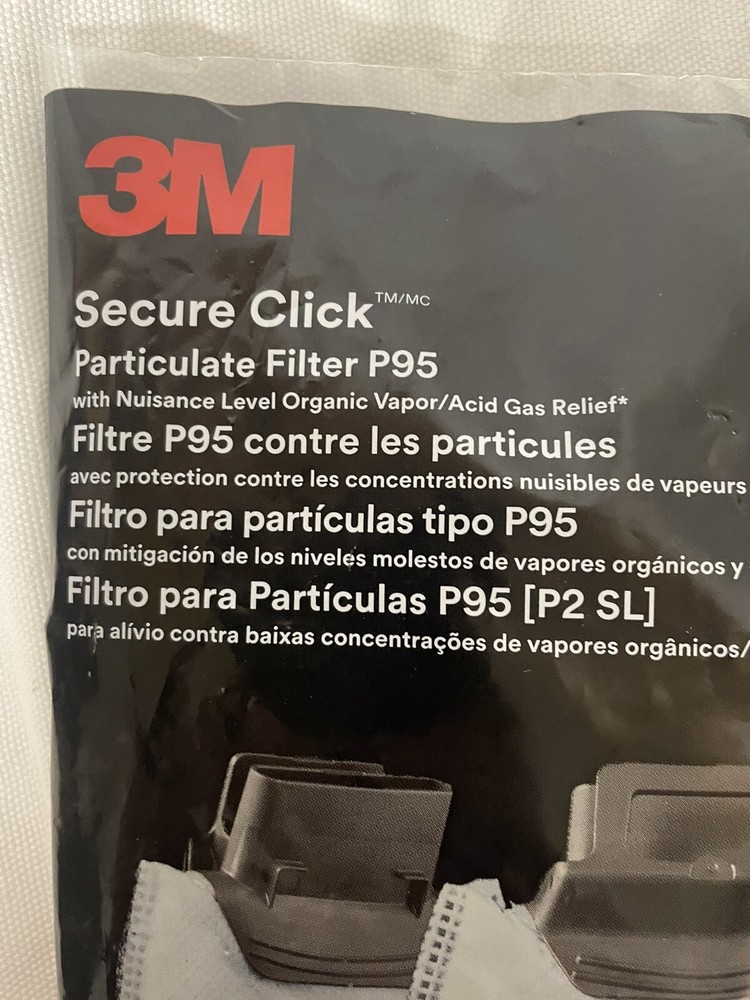 3M
Secure Click™/MC
Particulate Filter P95
with Nuisance Level Organic Vapor/Acid Gas Relief*
Filtre P95 contre les particules
avec protection contre les concentrations nuisibles de vapeurs
Filtro para partículas tipo P95
con mitigación de los niveles molestos de vapores orgánicos y
Filtro para Partículas P95 [P2 SL]
para alívio contra baixas concentrações de vapores orgânicos/